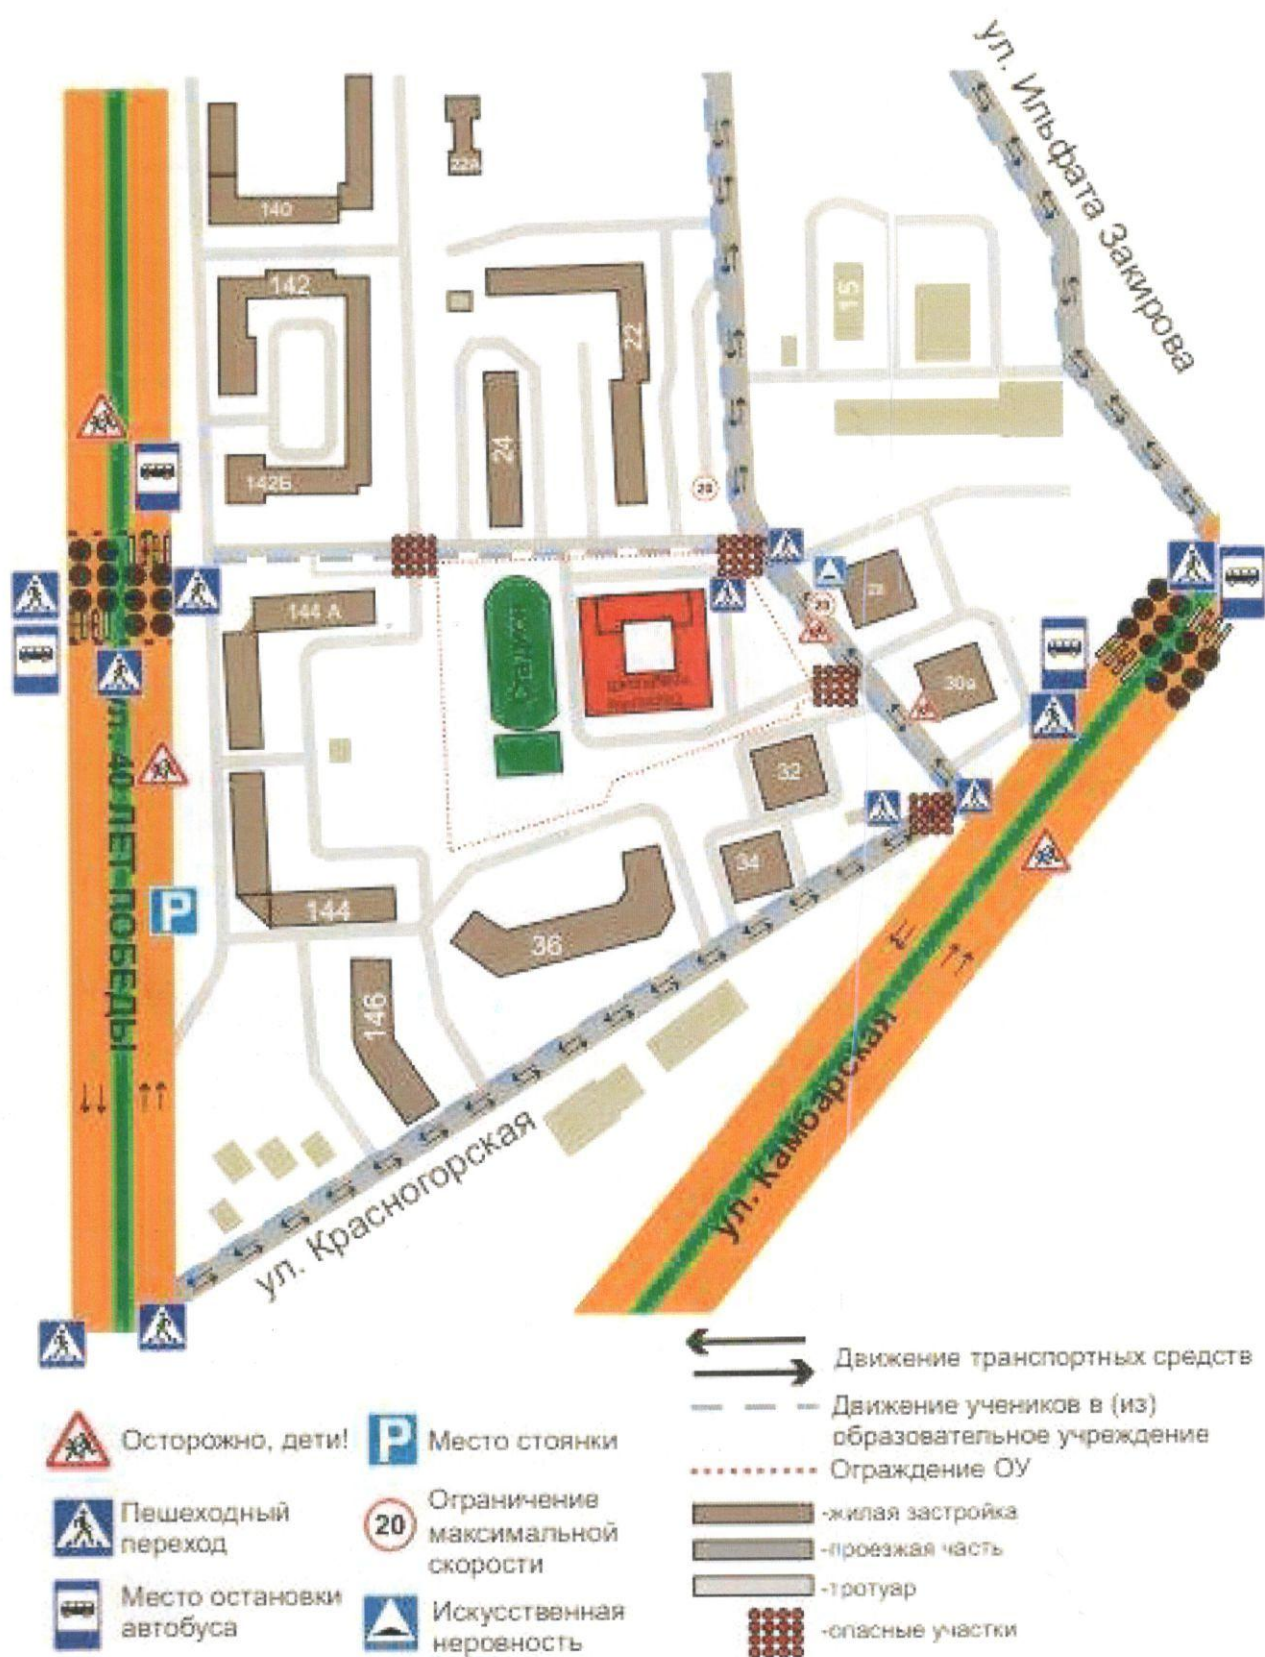 ул. Ильфата Закирова
22А
140
142
15
22
24
142Б
20
144 А
Стадион
28
20
30а
32
ул. 40 ЛЕТ ПОБЕДЫ
34
P
144
36
146
ул. Камбарская
ул. Красногорская
Движение транспортных средств
Движение учеников в (из)
образовательное учреждение
Ограждение ОУ
Осторожно, дети!
P Место стоянки
Пешеходный
переход
20
Ограничение
максимальной
скорости
-жилая застройка
-проезжая часть
-тротуар
Место остановки
автобуса
Искусственная
неровность
-опасные участки